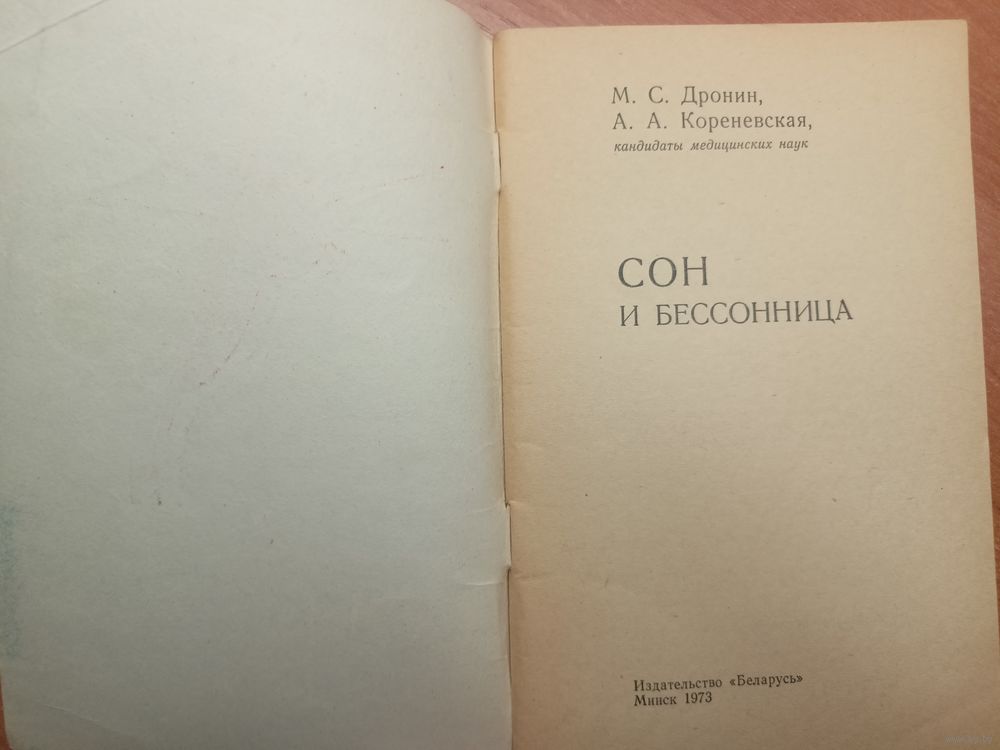 М. С. Дронин,
А. А. Кореневская,
кандидаты медицинских наук
СОН
И БЕССОННИЦА
Издательство «Беларусь»
Минск 1973